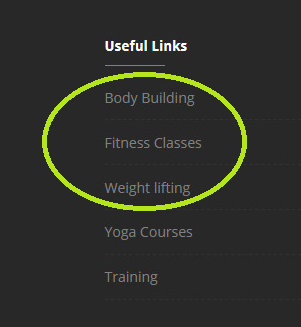 Useful Links
Body Building
Fitness Classes
Weight lifting
Yoga Courses
Training